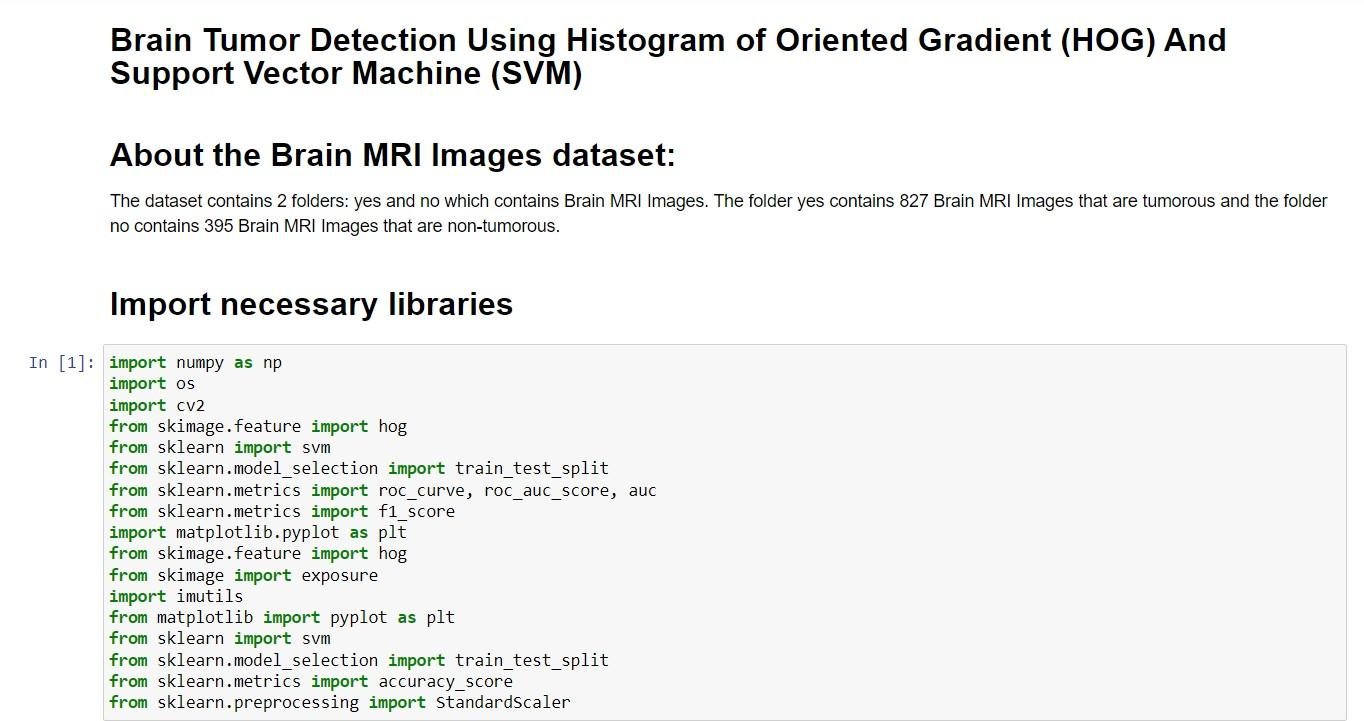 Brain Tumor Detection Using Histogram of Oriented Gradient (HOG) And
Support Vector Machine (SVM)
About the Brain MRI Images dataset:
The dataset contains 2 folders: yes and no which contains Brain MRI Images. The folder yes contains 827 Brain MRI Images that are tumorous and the folder
no contains 395 Brain MRI Images that are non-tumorous.
Import necessary libraries
In [1]: import numpy as np
import os
import cv2
from skimage.feature import hog
from sklearn import svm
from sklearn.model_selection import train_test_split
from sklearn.metrics import roc_curve, roc_auc_score, auc
from sklearn.metrics import f1_score
import matplotlib.pyplot as plt
from skimage.feature import hog
from skimage import exposure
import imutils
from matplotlib import pyplot as plt
from sklearn import svm
from sklearn.model_selection import train_test_split
from sklearn.metrics import accuracy_score
from sklearn.preprocessing import StandardScaler